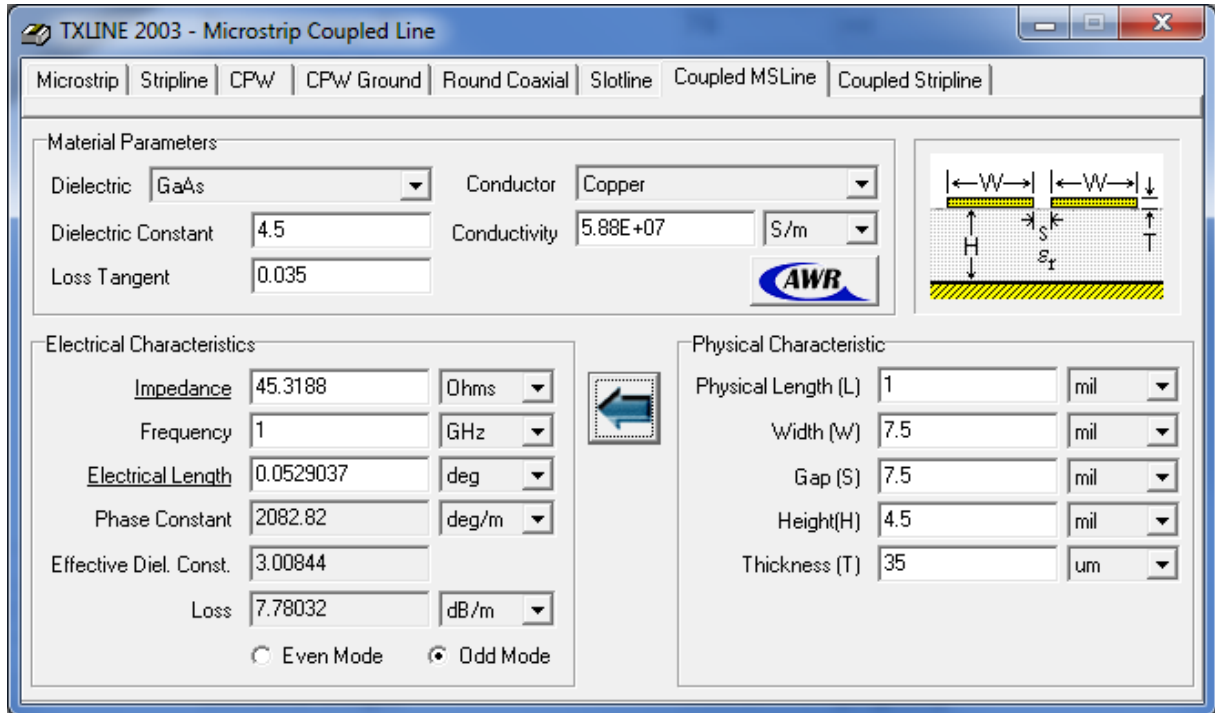 TXLINE 2003 - Microstrip Coupled Line
Microstrip Stripline CPW CPW Ground Round Coaxial Slotline Coupled MSLine Coupled Stripline
Material Parameters
Dielectric GaAs Conductor Copper
Dielectric Constant 4.5 Conductivity 5.88E+07 S/m
Loss Tangent 0.035 AWR
W W
H S εr T
Electrical Characteristics
Impedance 45.3188 Ohms
Frequency 1 GHz
Electrical Length 0.0529037 deg
Phase Constant 2082.82 deg/m
Effective Diel. Const. 3.00844
Loss 7.78032 dB/m
Even Mode Odd Mode
Physical Characteristic
Physical Length (L) 1 mil
Width (W) 7.5 mil
Gap (S) 7.5 mil
Height(H) 4.5 mil
Thickness (T) 35 um